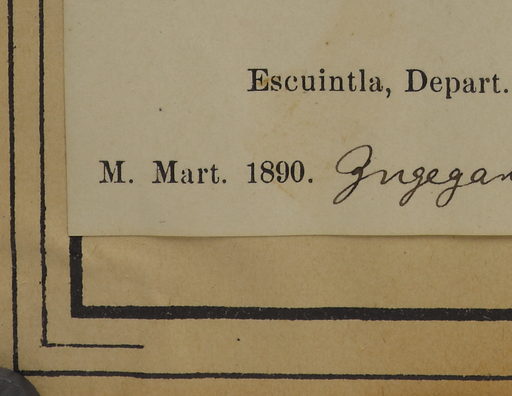 Escuintla, Depart.
M. Mart. 1890.